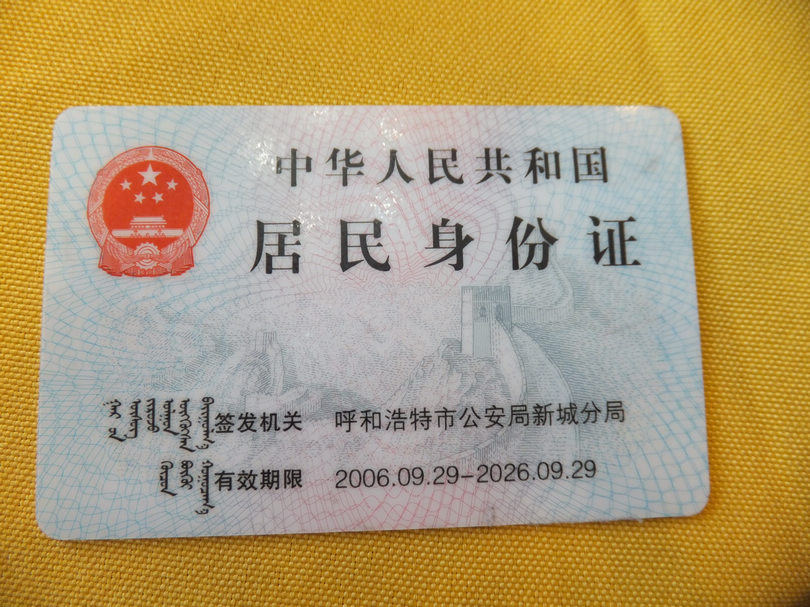 中华人民共和国
居民身份证
签发机关 呼和浩特市公安局新城分局
有效期限 2006.09.29-2026.09.29